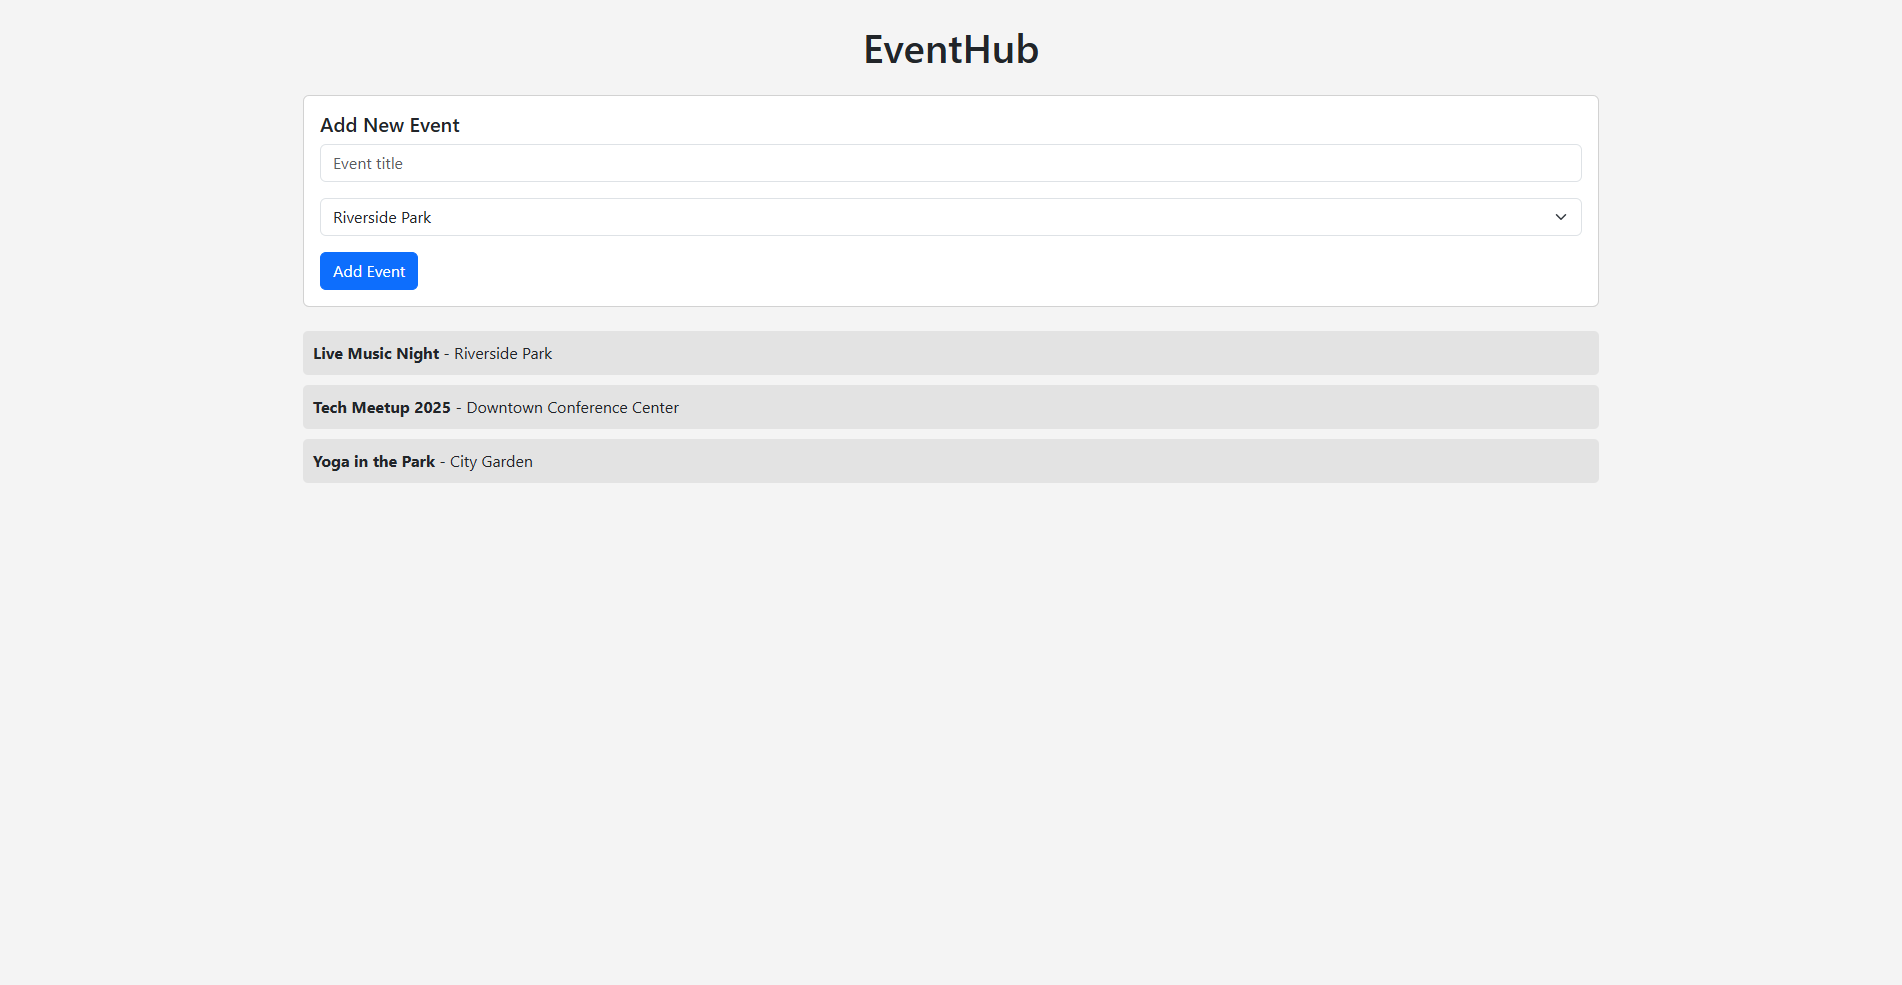 EventHub
Add New Event
Event title
Riverside Park
Add Event
Live Music Night - Riverside Park
Tech Meetup 2025 - Downtown Conference Center
Yoga in the Park - City Garden